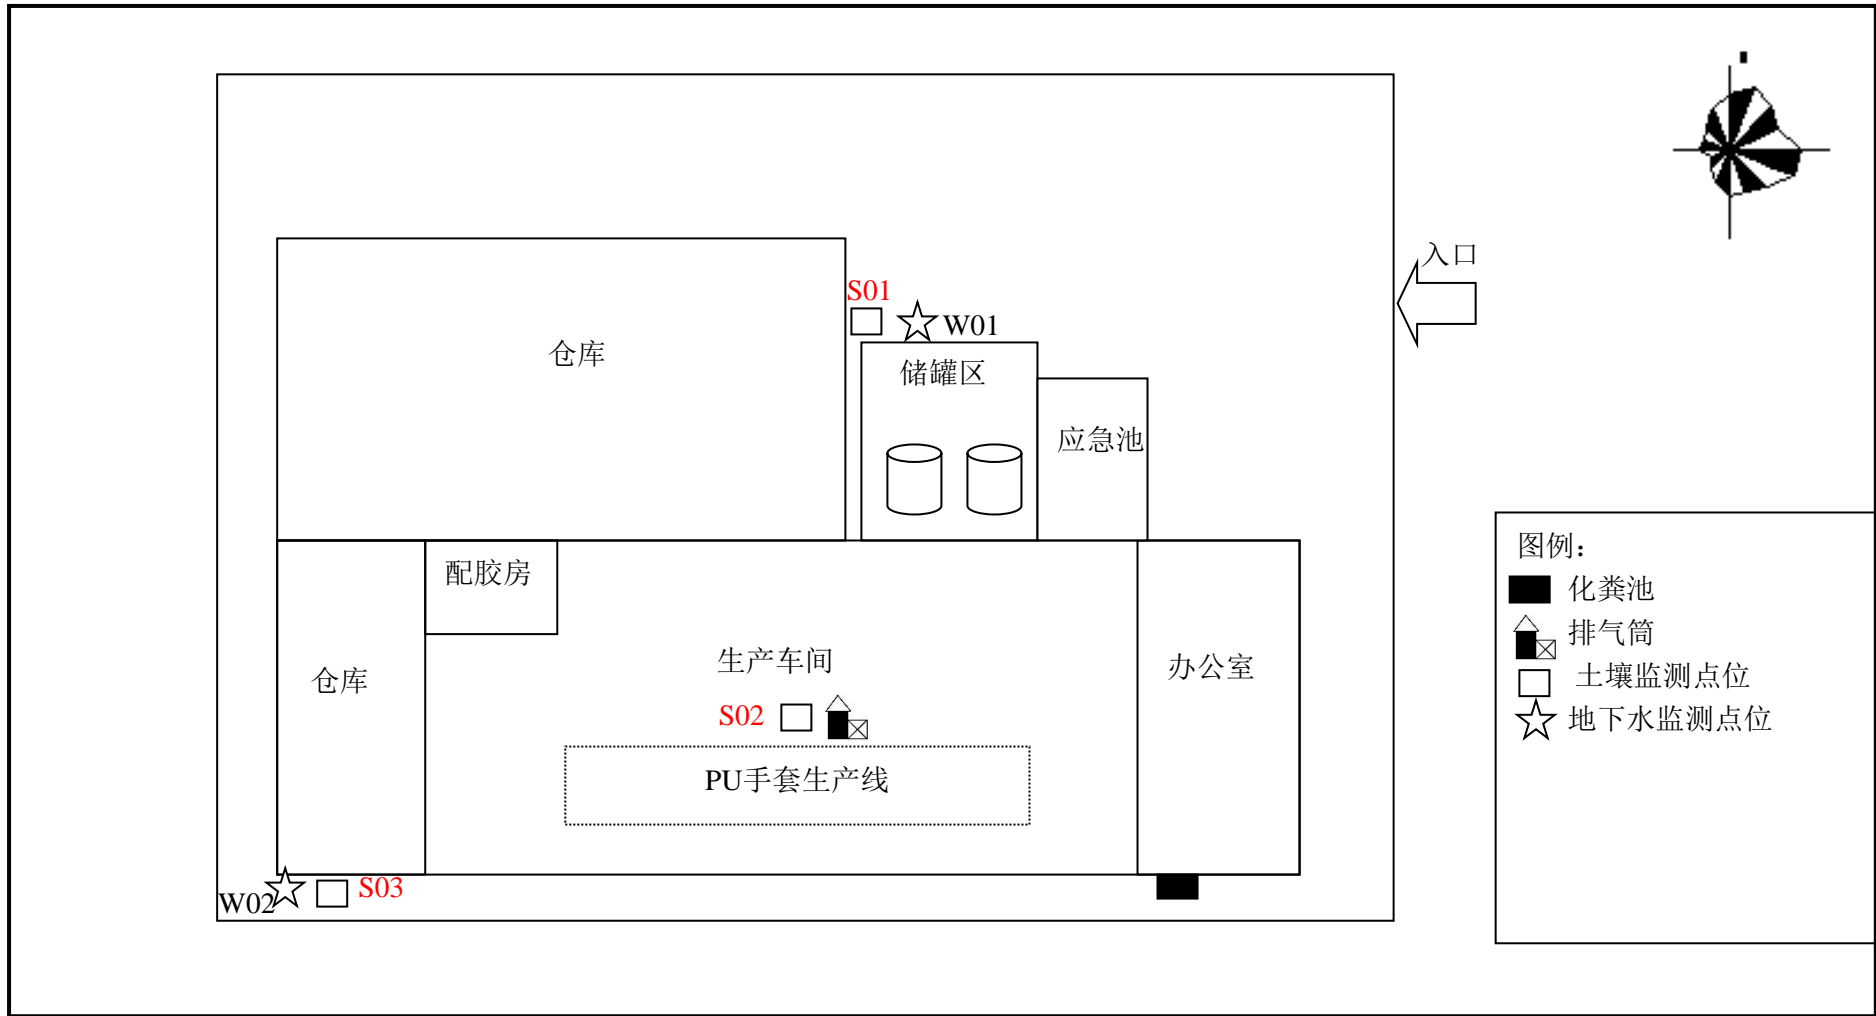 入口
S01
W01
仓库
储罐区
应急池
配胶房
仓库
生产车间
办公室
S02
PU手套生产线
W02
S03
图例：
化粪池
排气筒
土壤监测点位
地下水监测点位